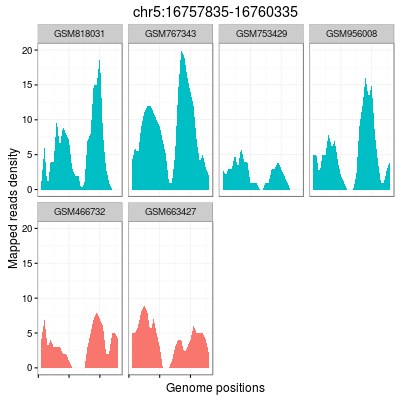 chr5:16757835-16760335
GSM818031 GSM767343 GSM753429 GSM956008
20
15
10
5
0
GSM466732 GSM663427
20
15
10
5
0
Mapped reads density
Genome positions